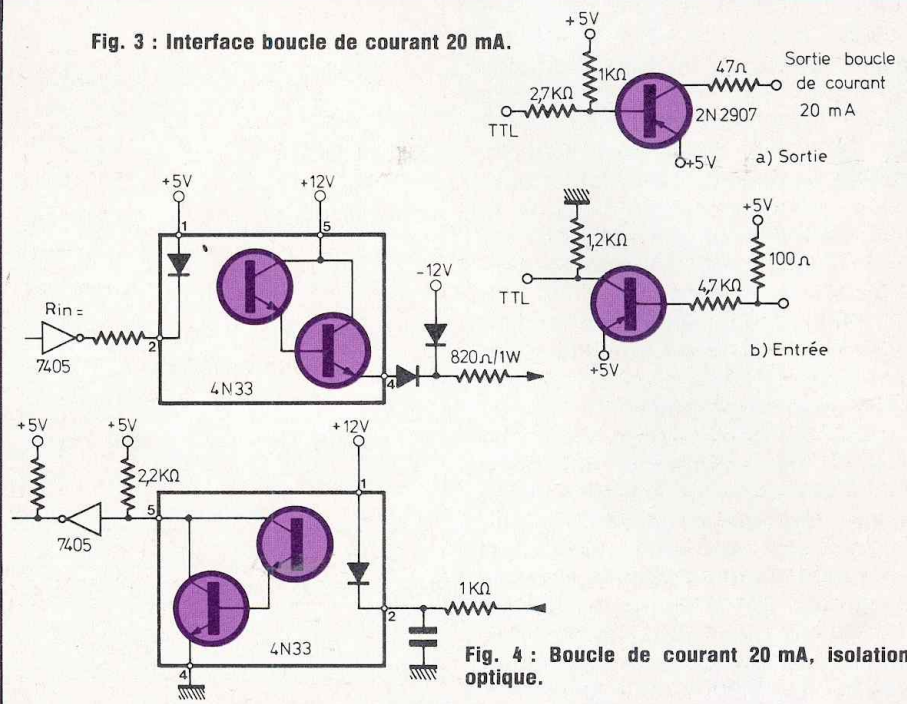 Fig. 3 : Interface boucle de courant 20 mA.
+5V
1KΩ
2,7KΩ
TTL
2N 2907
+5V
47Ω
Sortie boucle
de courant
20 mA
a) Sortie
+5V
+12V
1
5
Rin =
7405
2
4N33
4
-12V
820Ω/1W
1,2KΩ
TTL
+5V
4,7KΩ
+5V
100Ω
b) Entrée
+5V
+5V
2,2KΩ
7405
5
+12V
1
4N33
2
4
1KΩ
Fig. 4 : Boucle de courant 20 mA, isolation
optique.